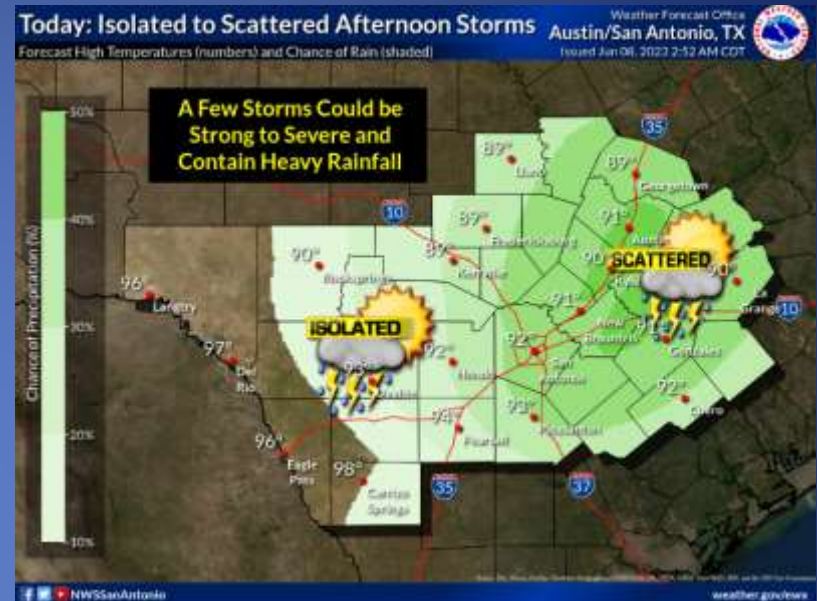 Today: Isolated to Scattered Afternoon Storms
Forecast High Temperatures (numbers) and Chance of Rain (shaded)
Weather Forecast Office
Austin/San Antonio, TX
Issued Jun 08, 2023 2:52 AM CDT
A Few Storms Could be
Strong to Severe and
Contain Heavy Rainfall
Chance of Precipitation (%)
50%
40%
30%
20%
10%
89°
Llano
89°
Georgetown
35
10
89°
Fredericksburg
91°
90°
Rocksprings
89°
Kerrville
90
SCATTERED
90°
La
Grange
10
96°
Langtry
ISOLATED
91°
New
Braunfels
91°
Gonzales
97°
Del
Rio
93°
92°
92°
San
Antonio
92°
Cuero
96°
Eagle
Pass
94°
Pearsall
93°
Pleasanton
98°
Carrizo
Springs
35
37
NWSSanAntonio
weather.gov/ewx